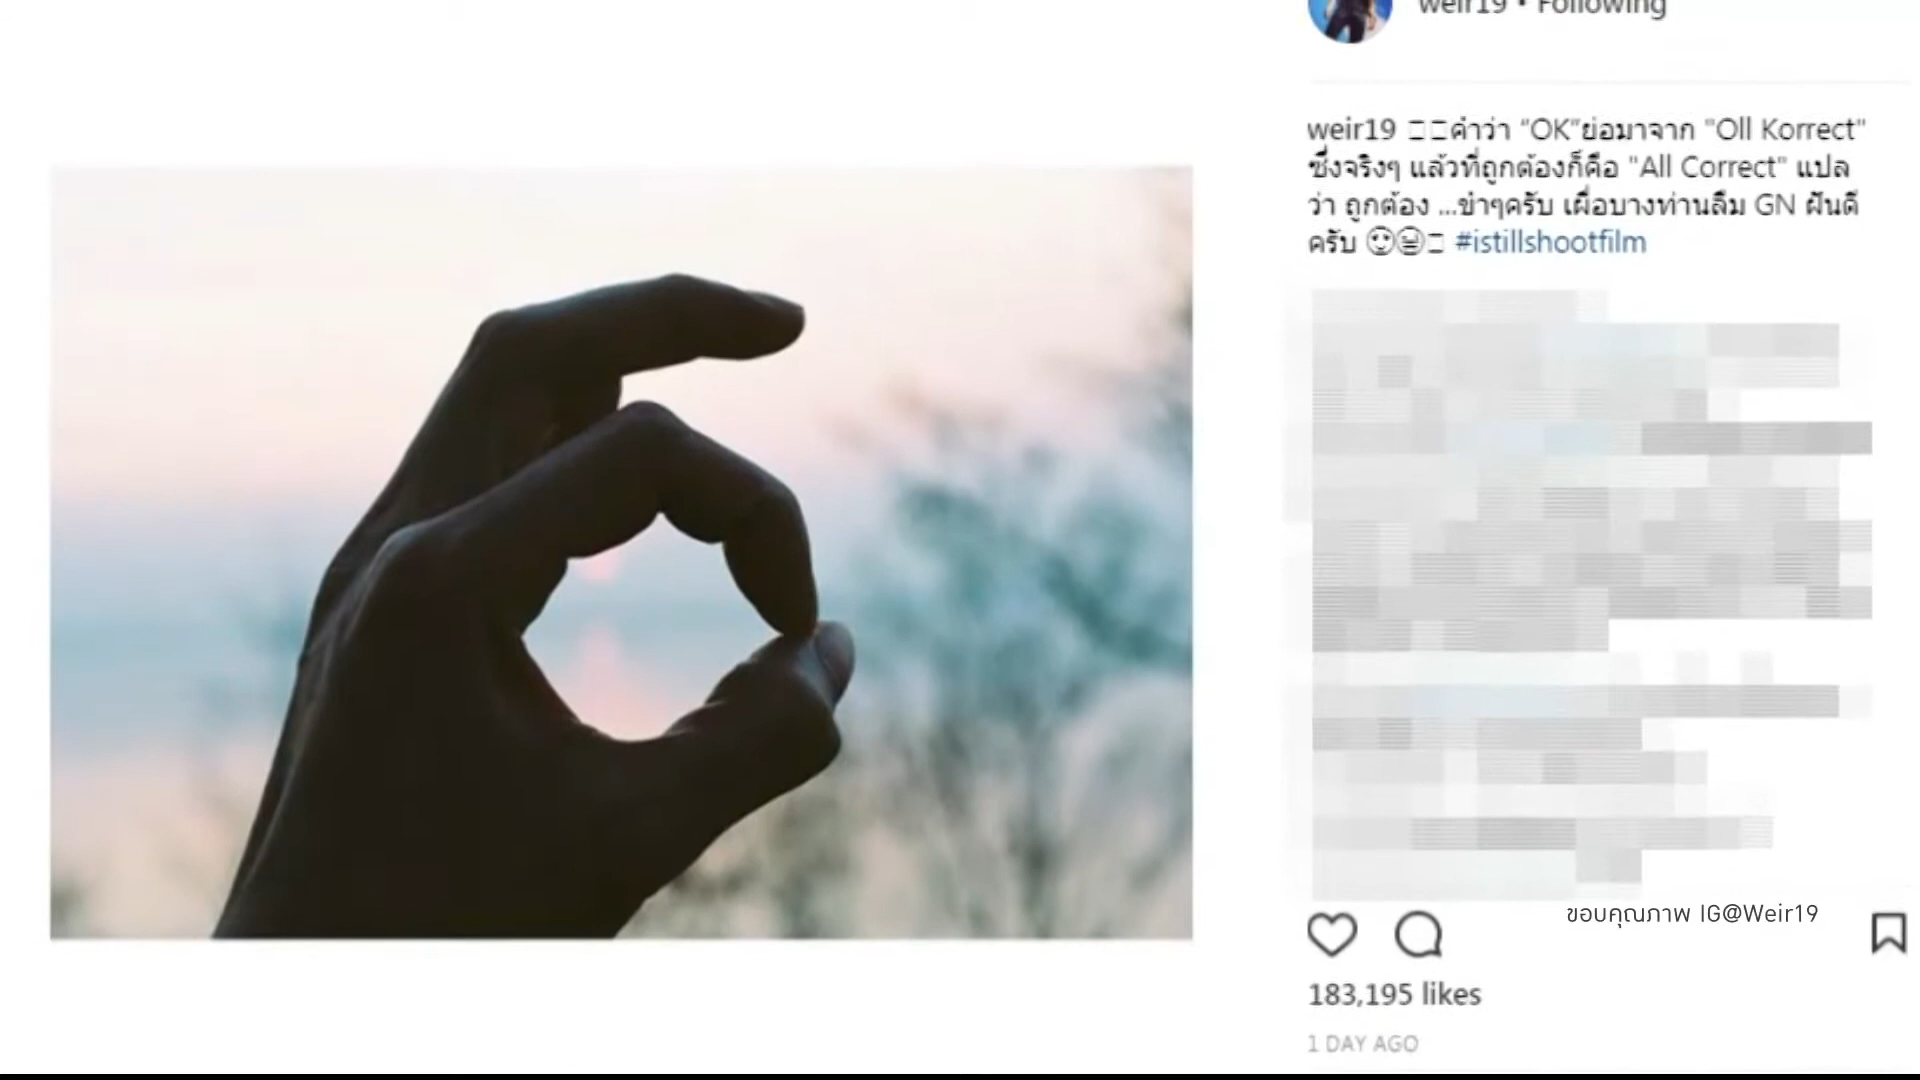 weir19 • Following
weir19 คำว่า “OK”ย่อมาจาก "Oll Korrect"
ซึ่งจริงๆ แล้วที่ถูกต้องก็คือ "All Correct" แปล
ว่า ถูกต้อง ...ขำๆครับ เผื่อบางท่านลืม GN ฝันดี
ครับ #istillshootfilm
ขอบคุณภาพ IG@Weir19
183,195 likes
1 DAY AGO